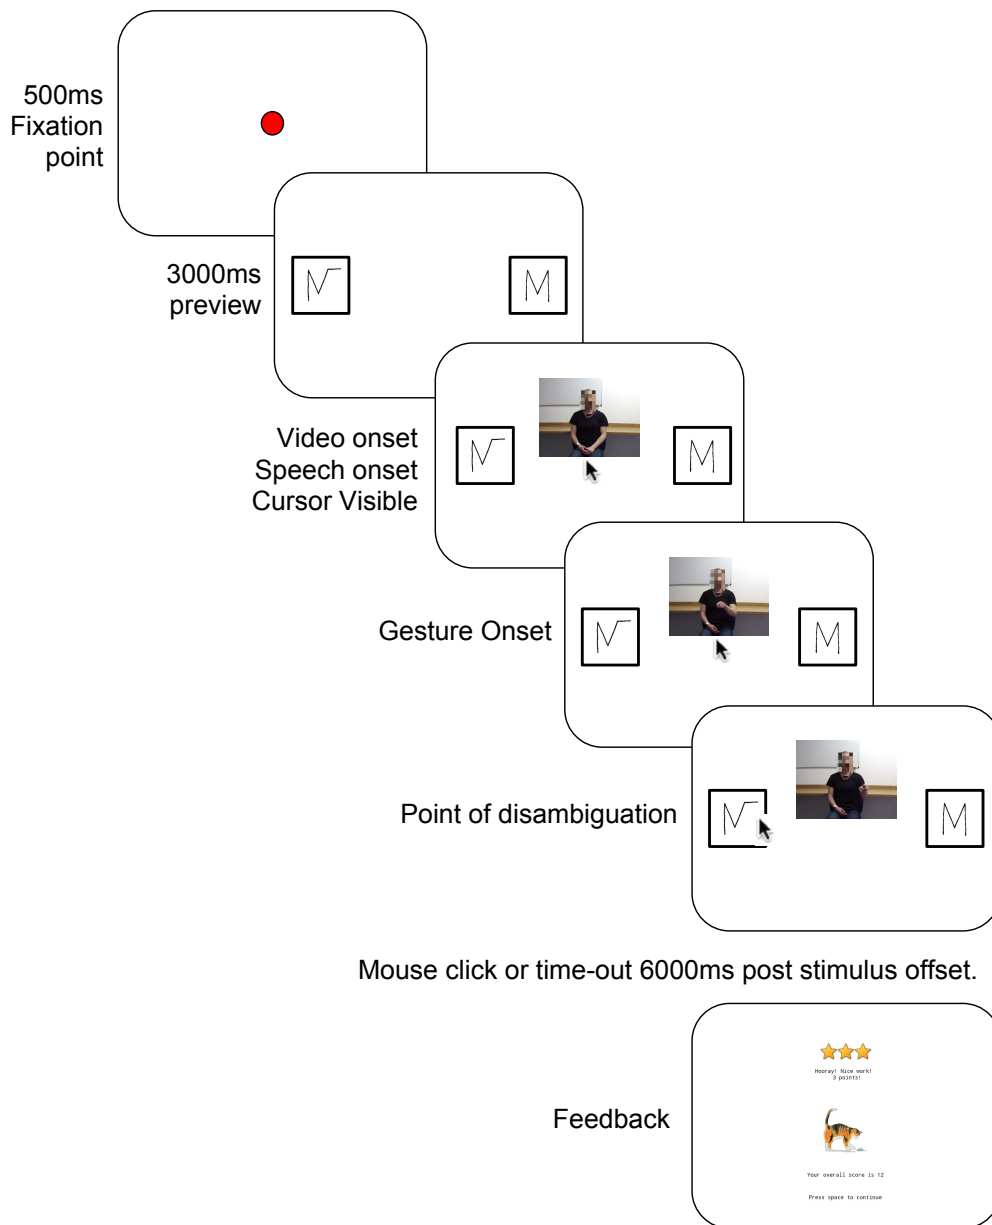 500ms
Fixation
point
3000ms
preview
M
Video onset
Speech onset
Cursor Visible
M
Gesture Onset
M
Point of disambiguation
M
Mouse click or time-out 6000ms post stimulus offset.
Hooray! Nice work!
3 points!
Feedback
Your overall score is 12
Press space to continue